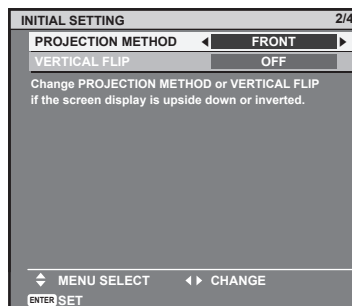 INITIAL SETTING 2/4
PROJECTION METHOD FRONT
VERTICAL FLIP OFF
Change PROJECTION METHOD or VERTICAL FLIP
if the screen display is upside down or inverted.
MENU SELECT CHANGE
ENTER SET